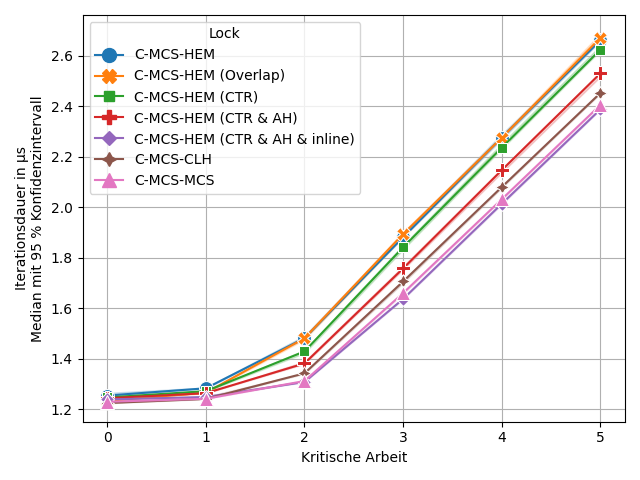 Lock
C-MCS-HEM
C-MCS-HEM (Overlap)
C-MCS-HEM (CTR)
C-MCS-HEM (CTR & AH)
C-MCS-HEM (CTR & AH & inline)
C-MCS-CLH
C-MCS-MCS
Iterationsdauer in µs
Median mit 95 % Konfidenzintervall
2.6
2.4
2.2
2.0
1.8
1.6
1.4
1.2
0 1 2 3 4 5
Kritische Arbeit